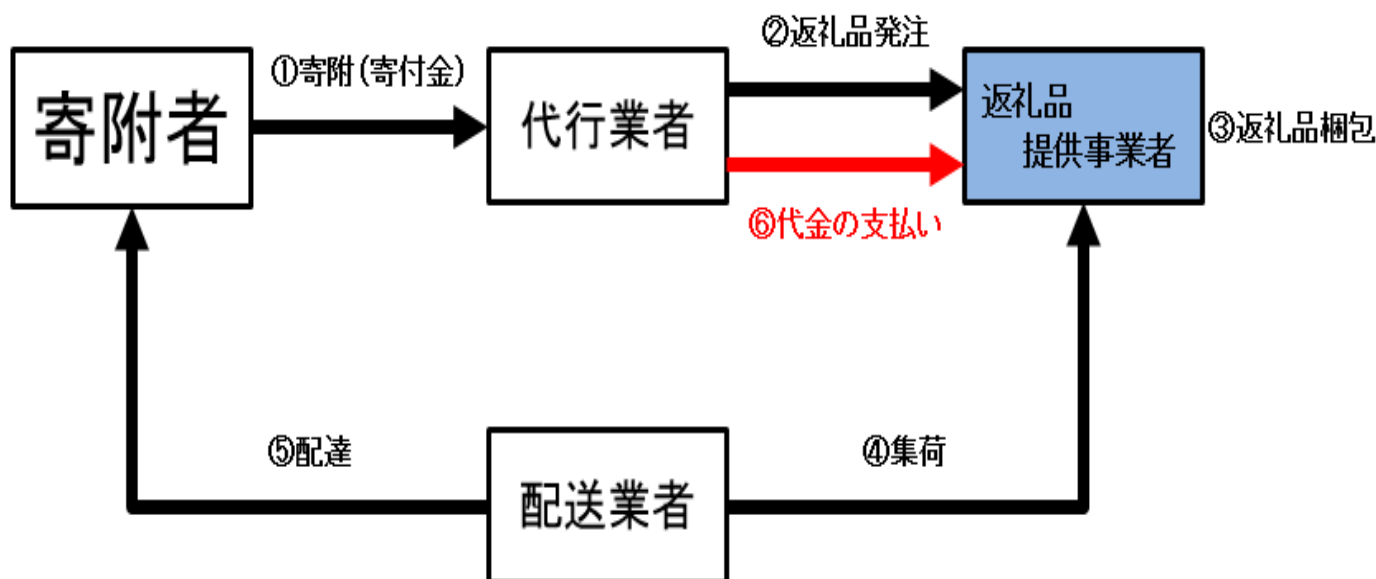 ②返礼品発注
①寄附(寄付金)
寄附者
代行業者
返礼品
提供事業者
③返礼品梱包
⑥代金の支払い
⑤配達
④集荷
配送業者